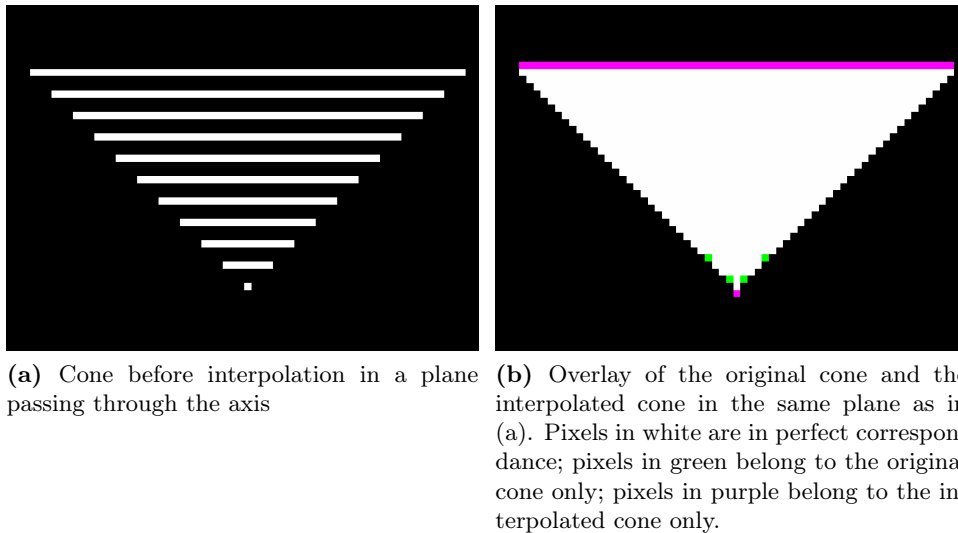 (a) Cone before interpolation in a plane
passing through the axis
(b) Overlay of the original cone and the
interpolated cone in the same plane as in
(a). Pixels in white are in perfect correspon-
dance; pixels in green belong to the original
cone only; pixels in purple belong to the in-
terpolated cone only.